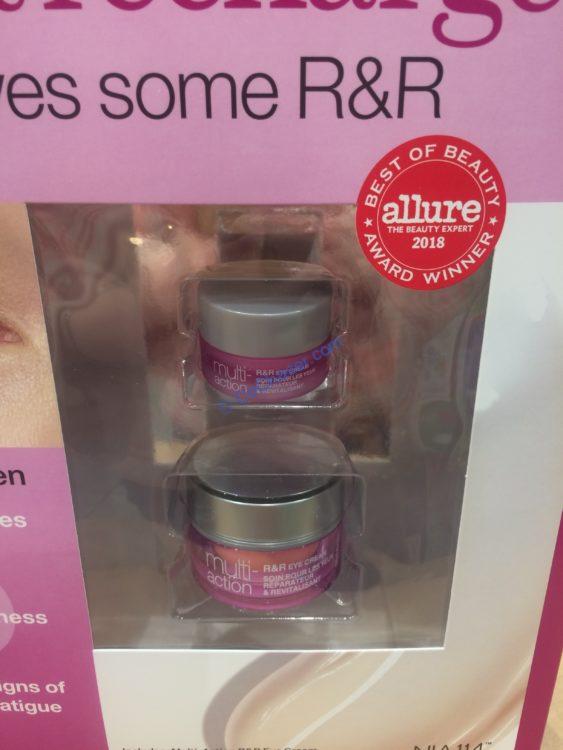 recharge
ves some R&R
BEST OF BEAUTY
allure
THE BEAUTY EXPERT
2018
AWARD WINNER
multi-
action
R&R EYE CREAM
SOIN POUR LES YEUX
RÉPARATEUR
& REVITALISANT
multi-
action
R&R EYE CREAM
SOIN POUR LES YEUX
RÉPARATEUR
& REVITALISANT
en
es
ness
igns of
atigue